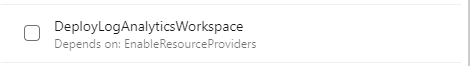 DeployLogAnalyticsWorkspace
Depends on: EnableResourceProviders